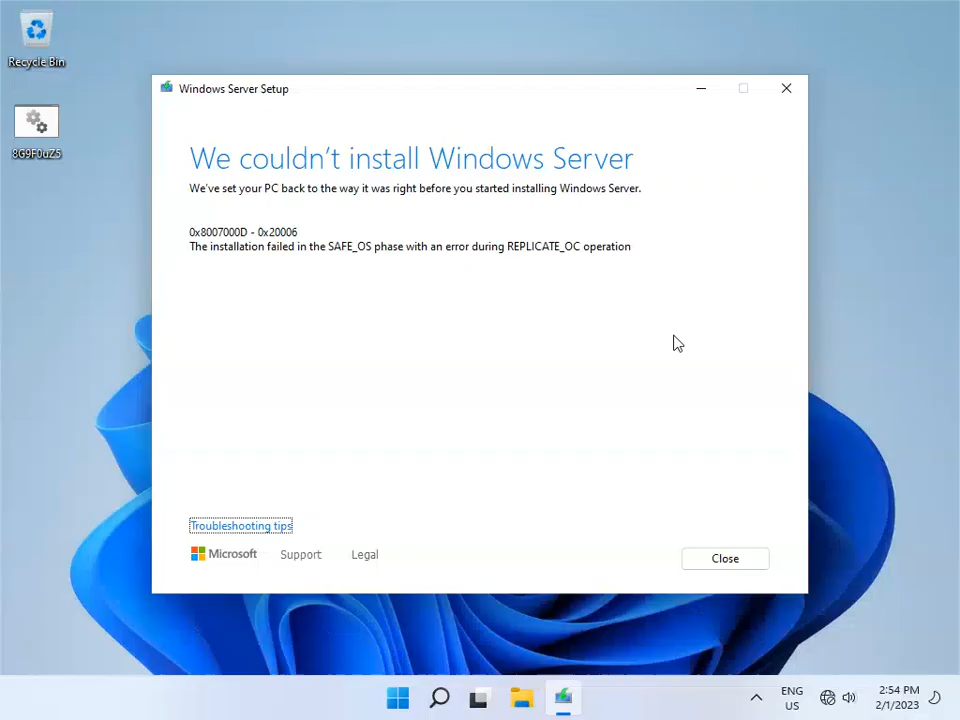 Recycle Bin
8G9F0uZ5
Windows Server Setup
We couldn't install Windows Server
We've set your PC back to the way it was right before you started installing Windows Server.
0x8007000D - 0x20006
The installation failed in the SAFE_OS phase with an error during REPLICATE_OC operation
Troubleshooting tips
Microsoft Support Legal
Close
ENG
US
2:54 PM
2/1/2023